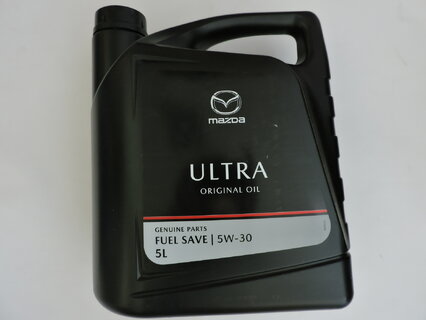 mazda
ULTRA
ORIGINAL OIL
GENUINE PARTS
FUEL SAVE | 5W-30
5L